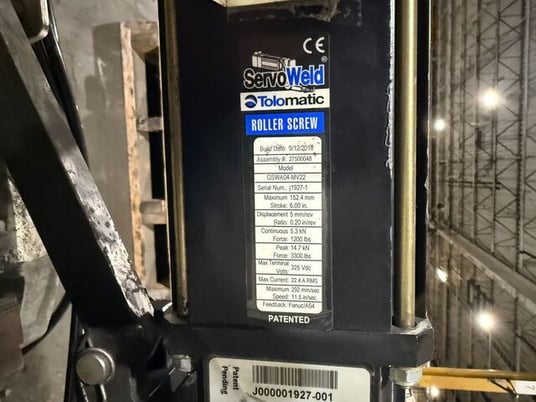 CE
ServoWeld®
Tolomatic
ROLLER SCREW
Build Date: 9/12/2018
Assembly #: 27500046
Model
GSWA04-MV22
Serial Num.: j1927-1
Maximum 152.4 mm
Stroke: 6.00 in.
Displacement 5 mm/rev
Ratio: 0.20 in/rev
Continuous 5.3 kN
Force: 1200 lbs
Peak 14.7 kN
Force: 3300 lbs
Max Terminal
Volts: 325 Vdc
Max Current: 22.4 A RMS
Maximum 292 mm/sec
Speed: 11.5 in/sec
Feedback: Fanuc/A64
PATENTED
Patent
Pending
J000001927-001